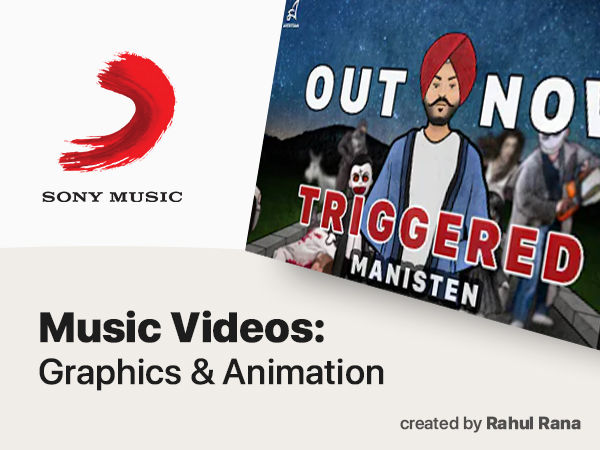 SONY MUSIC
OUT NOW
TRIGGERED
MANISTEN
Music Videos:
Graphics & Animation
created by Rahul Rana